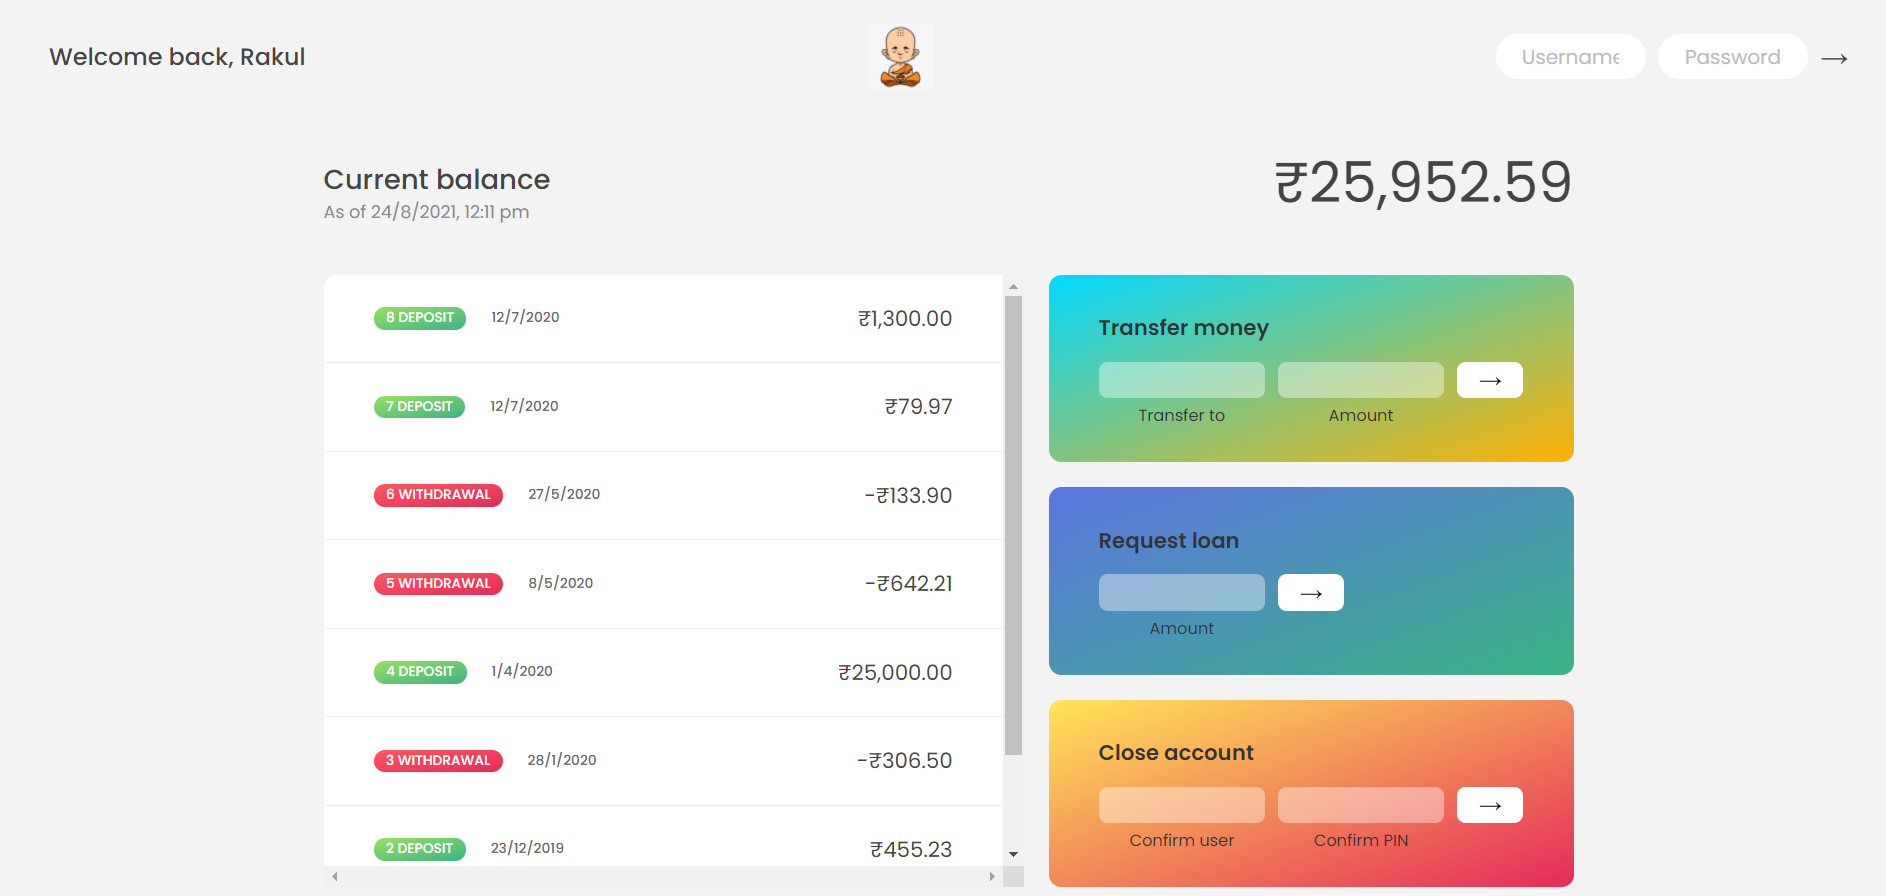 Welcome back, Rakul
Username Password →
Current balance
As of 24/8/2021, 12:11 pm
₹25,952.59
8 DEPOSIT 12/7/2020 ₹1,300.00
7 DEPOSIT 12/7/2020 ₹79.97
6 WITHDRAWAL 27/5/2020 -₹133.90
5 WITHDRAWAL 8/5/2020 -₹642.21
4 DEPOSIT 1/4/2020 ₹25,000.00
3 WITHDRAWAL 28/1/2020 -₹306.50
2 DEPOSIT 23/12/2019 ₹455.23
Transfer money
→
Transfer to Amount
Request loan
→
Amount
Close account
→
Confirm user Confirm PIN